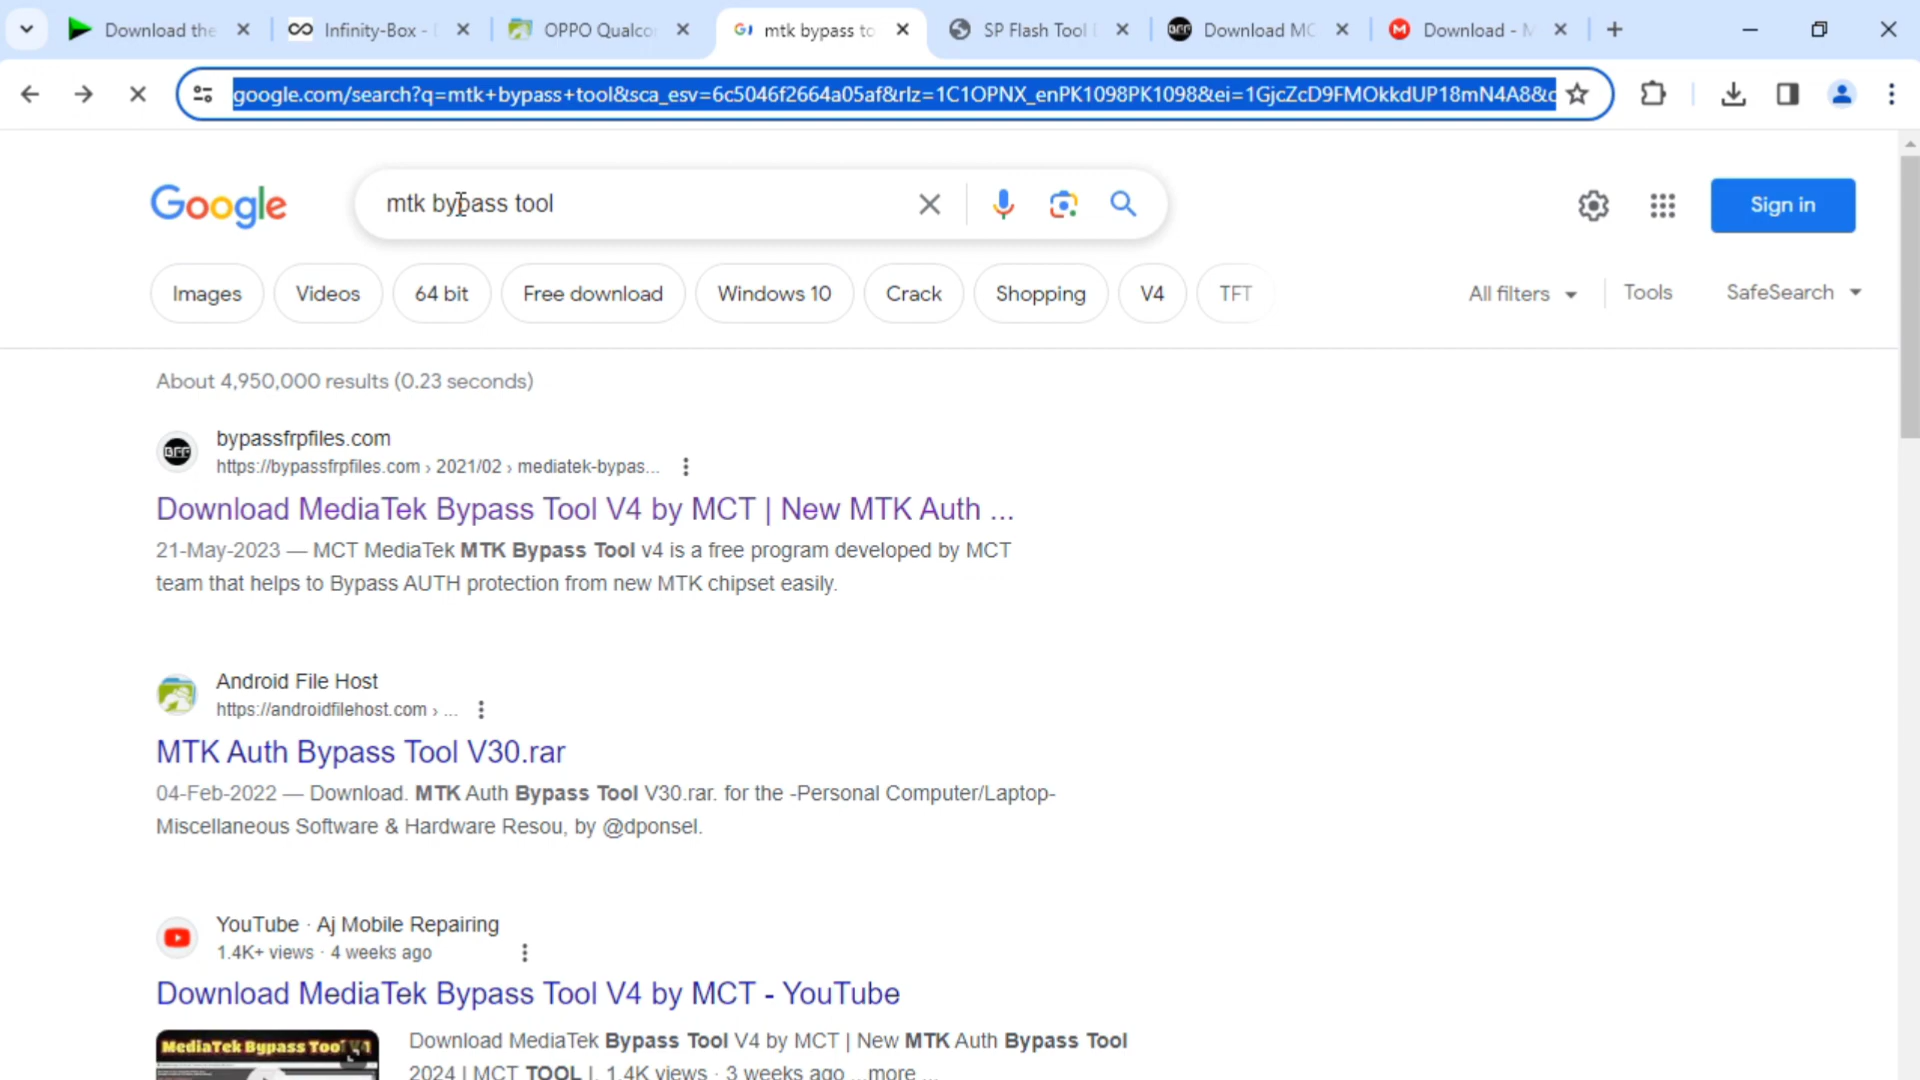 Download the
Infinity-Box -
OPPO Qualco
mtk bypass to
SP Flash Tool
Download MC
Download - M
google.com/search?q=mtk+bypass+tool&sca_esv=6c5046f2664a05af&rlz=1C1OPNX_enPK1098PK1098&ei=1GjcZcD9FMOkkdUP18mN4A8&
Google
mtk bypass tool
Sign in
Images
Videos
64 bit
Free download
Windows 10
Crack
Shopping
V4
TFT
All filters
Tools
SafeSearch
About 4,950,000 results (0.23 seconds)
bypassfrpfiles.com
https://bypassfrpfiles.com › 2021/02 › mediatek-bypas...
Download MediaTek Bypass Tool V4 by MCT | New MTK Auth ...
21-May-2023 — MCT MediaTek MTK Bypass Tool v4 is a free program developed by MCT
team that helps to Bypass AUTH protection from new MTK chipset easily.
Android File Host
https://androidfilehost.com › ...
MTK Auth Bypass Tool V30.rar
04-Feb-2022 — Download. MTK Auth Bypass Tool V30.rar. for the -Personal Computer/Laptop-
Miscellaneous Software & Hardware Resou, by @dponsel.
YouTube · Aj Mobile Repairing
1.4K+ views · 4 weeks ago
Download MediaTek Bypass Tool V4 by MCT - YouTube
MediaTek Bypass Tool
Download MediaTek Bypass Tool V4 by MCT | New MTK Auth Bypass Tool
2024 | MCT TOOL |. 1.4K views · 3 weeks ago ...more ...